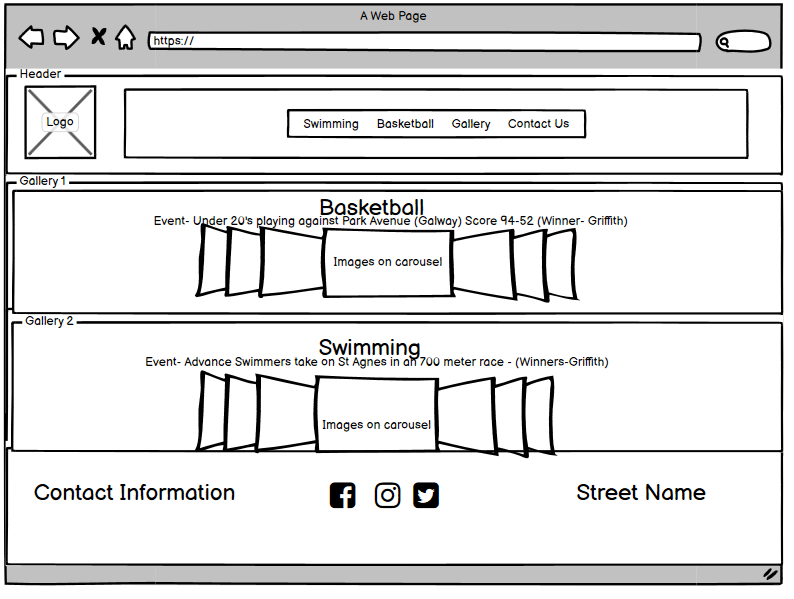 A Web Page
https://
Header
Logo
Swimming Basketball Gallery Contact Us
Gallery 1
Basketball
Event- Under 20's playing against Park Avenue (Galway) Score 94-52 (Winner- Griffith)
Images on carousel
Gallery 2
Swimming
Event- Advance Swimmers take on St Agnes in an 700 meter race - (Winners-Griffith)
Images on carousel
Contact Information
Street Name